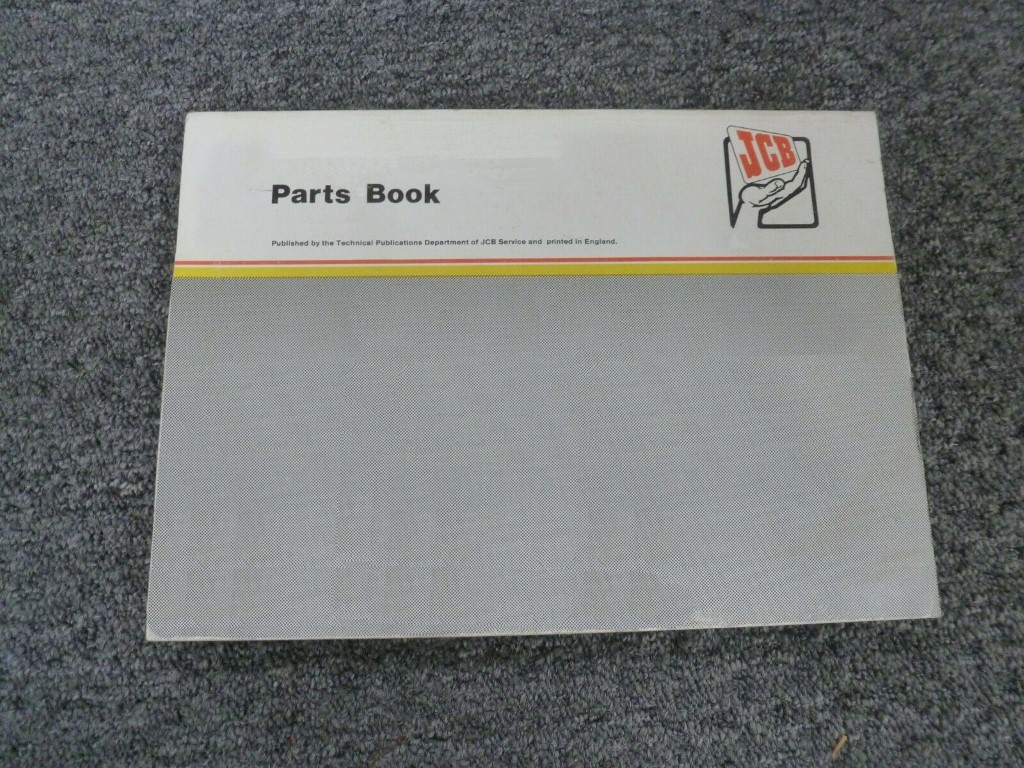 JCB
Parts Book
Published by the Technical Publications Department of JCB Service and printed in England.